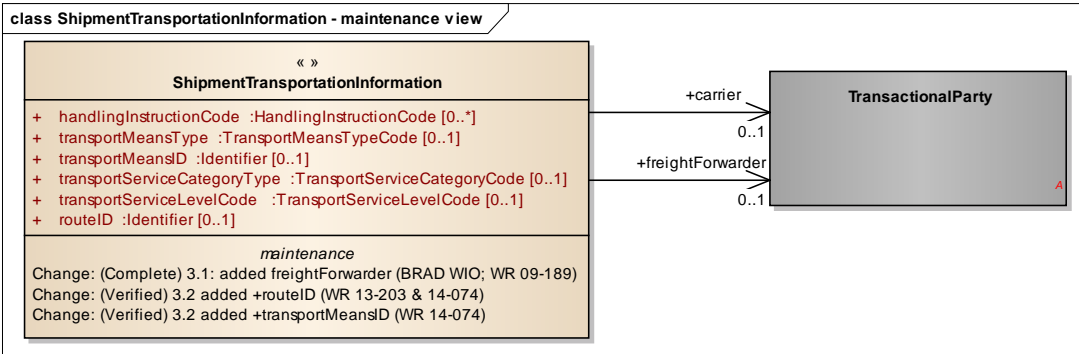 class ShipmentTransportationInformation - maintenance view
« »
ShipmentTransportationInformation
+ handlingInstructionCode :HandlingInstructionCode [0..*]
+ transportMeansType :TransportMeansTypeCode [0..1]
+ transportMeansID :Identifier [0..1]
+ transportServiceCategoryType :TransportServiceCategoryCode [0..1]
+ transportServiceLevelCode :TransportServiceLevelCode [0..1]
+ routeID :Identifier [0..1]
maintenance
Change: (Complete) 3.1: added freightForwarder (BRAD WIO; WR 09-189)
Change: (Verified) 3.2 added +routeID (WR 13-203 & 14-074)
Change: (Verified) 3.2 added +transportMeansID (WR 14-074)
+carrier
0..1
+freightForwarder
0..1
TransactionalParty
A